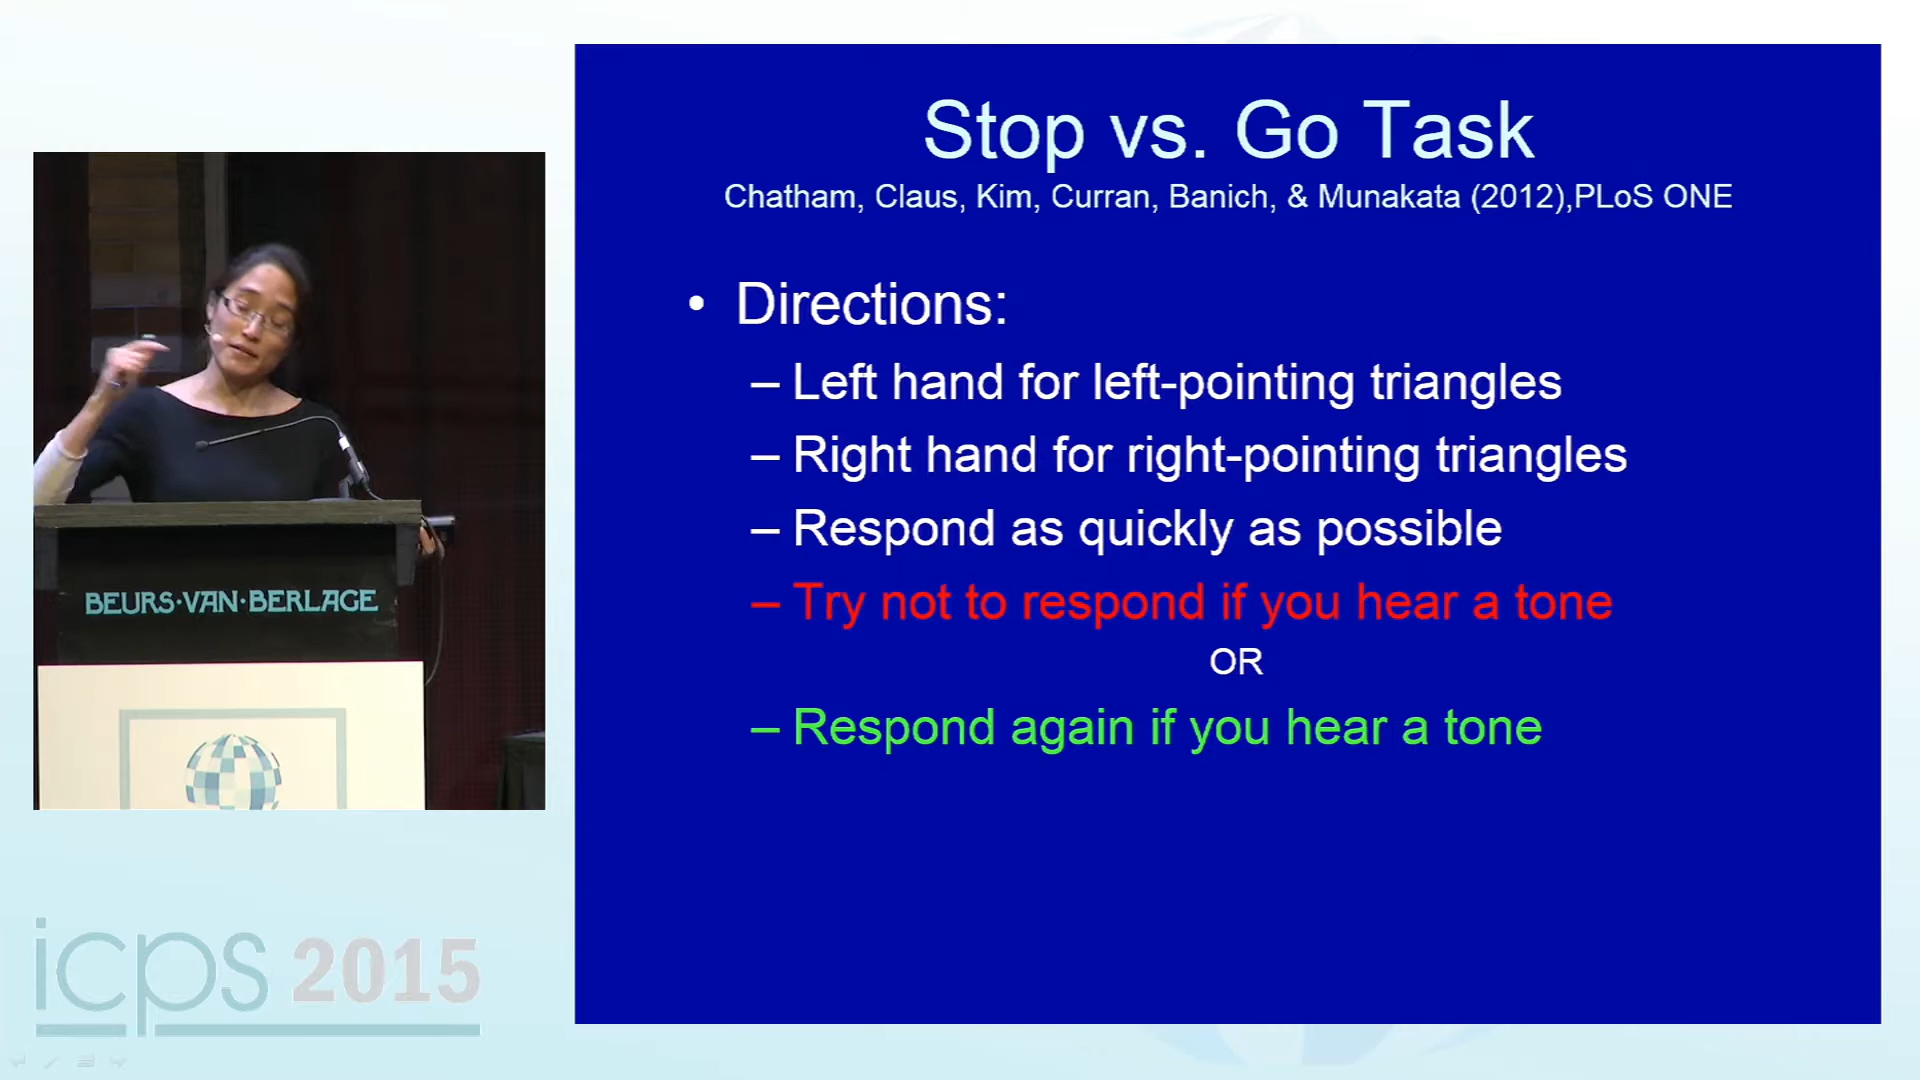 Stop vs. Go Task
Chatham, Claus, Kim, Curran, Banich, & Munakata (2012),PLoS ONE
• Directions:
– Left hand for left-pointing triangles
– Right hand for right-pointing triangles
– Respond as quickly as possible
– Try not to respond if you hear a tone
OR
– Respond again if you hear a tone
BEURS·VAN·BERLAGE
icps 2015